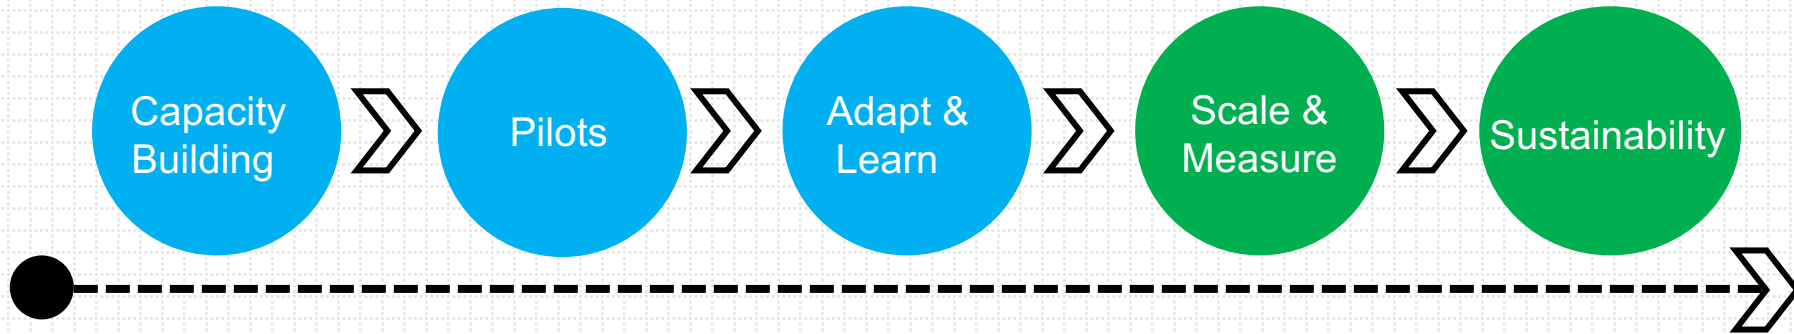 Capacity
Building
Pilots
Adapt &
Learn
Scale &
Measure
Sustainability